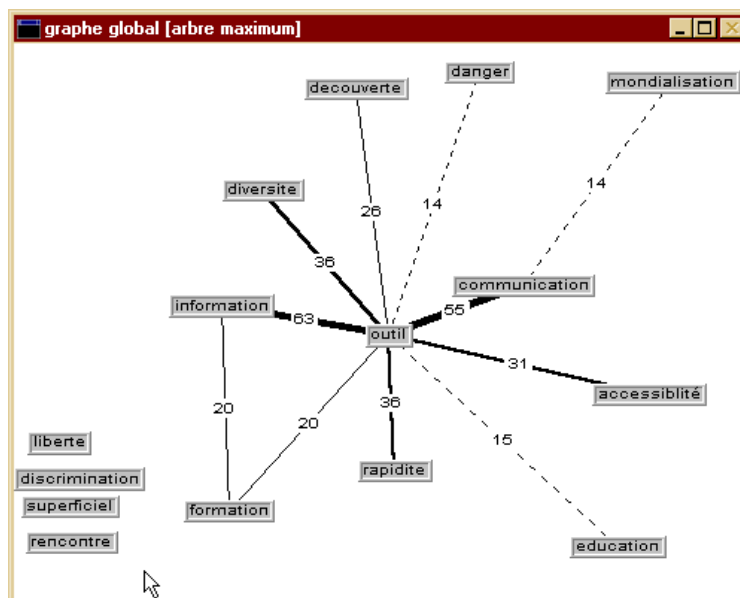 graphe global [arbre maximum]
danger
mondialisation
decouverte
diversite
14
14
26
36
communication
information
55
63
outil
31
accessiblité
36
20
20
15
liberte
rapidite
discrimination
superficiel
formation
rencontre
education